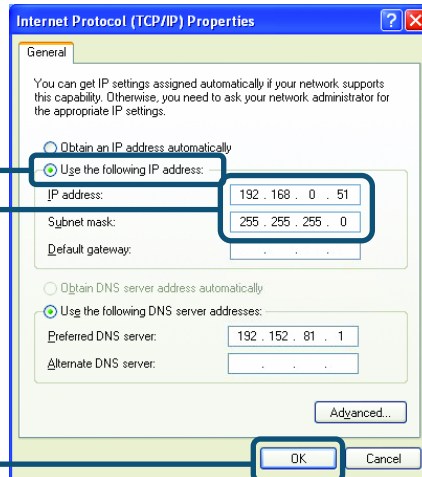 Internet Protocol (TCP/IP) Properties
General
You can get IP settings assigned automatically if your network supports
this capability. Otherwise, you need to ask your network administrator for
the appropriate IP settings.
Obtain an IP address automatically
Use the following IP address:
IP address: 192 . 168 . 0 . 51
Subnet mask: 255 . 255 . 255 . 0
Default gateway: . . .
Obtain DNS server address automatically
Use the following DNS server addresses:
Preferred DNS server: 192 . 152 . 81 . 1
Alternate DNS server: . . .
Advanced...
OK Cancel